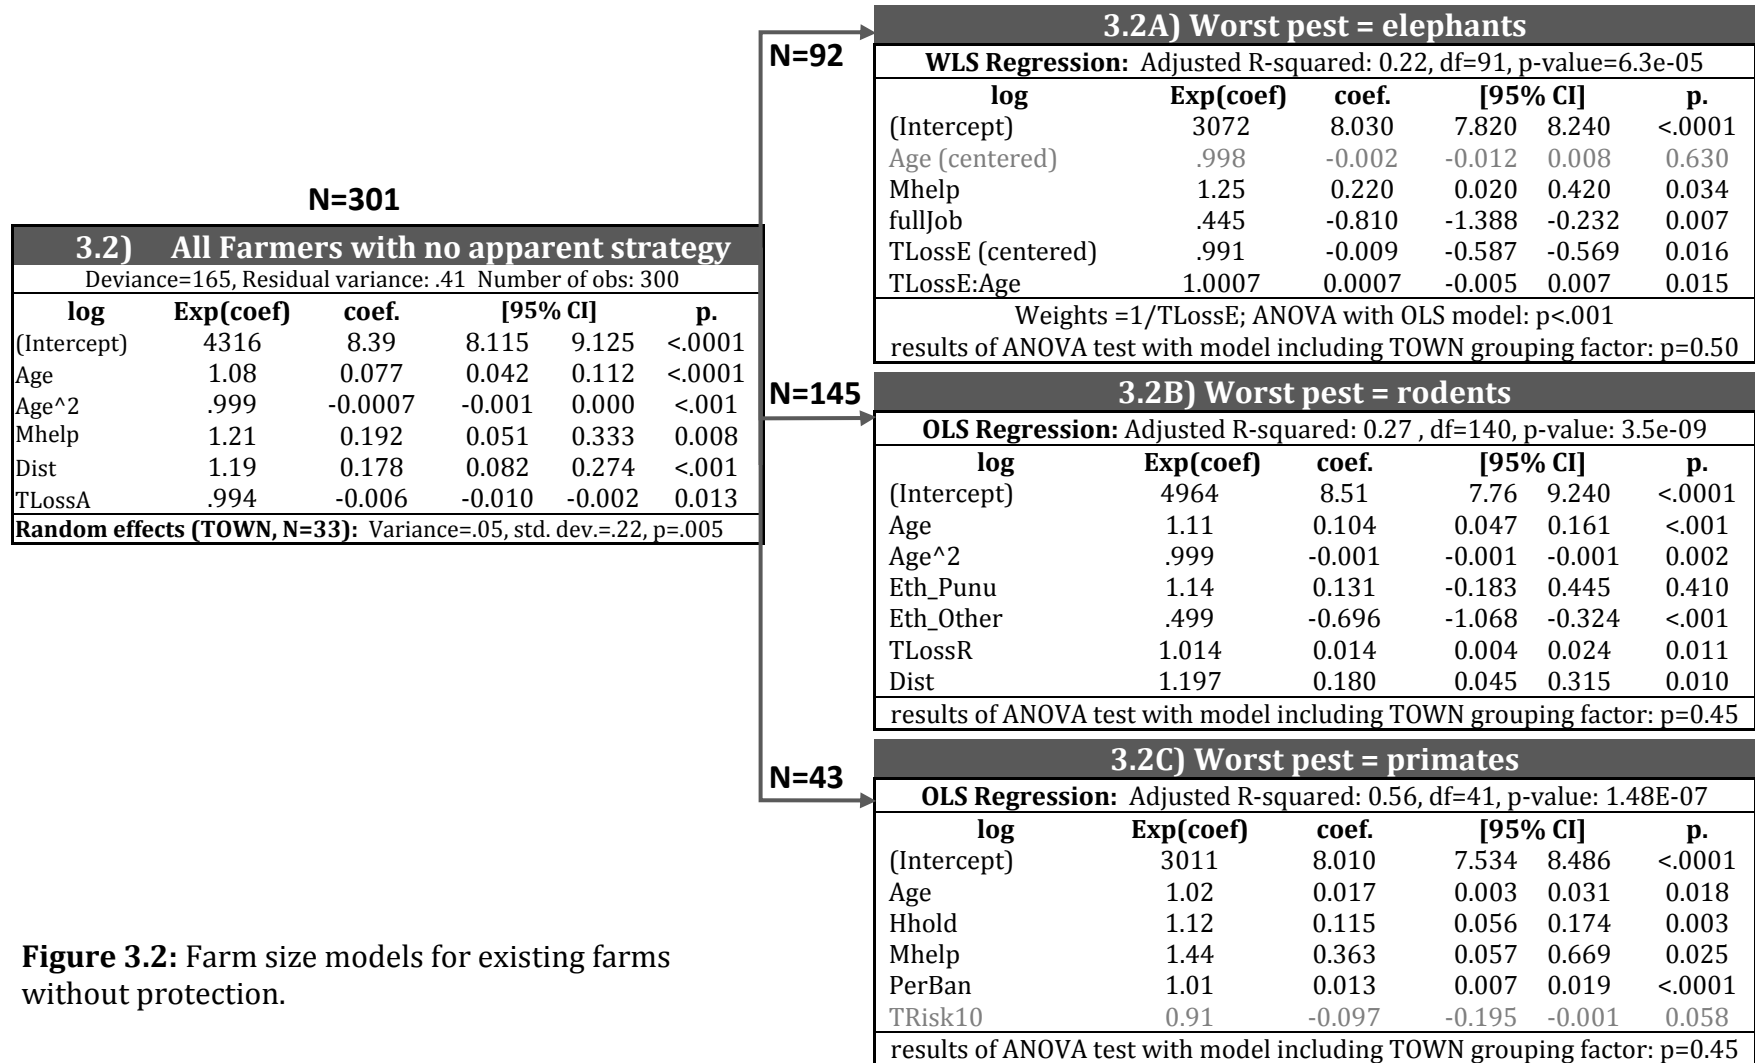 N=301
3.2) All Farmers with no apparent strategy
Deviance=165, Residual variance: .41 Number of obs: 300
log Exp(coef) coef. [95% CI] p.
(Intercept) 4316 8.39 8.115 9.125 <.0001
Age 1.08 0.077 0.042 0.112 <.0001
Age^2 .999 -0.0007 -0.001 0.000 <.001
Mhelp 1.21 0.192 0.051 0.333 0.008
Dist 1.19 0.178 0.082 0.274 <.001
TLossA .994 -0.006 -0.010 -0.002 0.013
Random effects (TOWN, N=33): Variance=.05, std. dev.=.22, p=.005
N=92
3.2A) Worst pest = elephants
WLS Regression: Adjusted R-squared: 0.22, df=91, p-value=6.3e-05
log Exp(coef) coef. [95% CI] p.
(Intercept) 3072 8.030 7.820 8.240 <.0001
Age (centered) .998 -0.002 -0.012 0.008 0.630
Mhelp 1.25 0.220 0.020 0.420 0.034
fullJob .445 -0.810 -1.388 -0.232 0.007
TLossE (centered) .991 -0.009 -0.587 -0.569 0.016
TLossE:Age 1.0007 0.0007 -0.005 0.007 0.015
Weights =1/TLossE; ANOVA with OLS model: p<.001
results of ANOVA test with model including TOWN grouping factor: p=0.50
N=145
3.2B) Worst pest = rodents
OLS Regression: Adjusted R-squared: 0.27 , df=140, p-value: 3.5e-09
log Exp(coef) coef. [95% CI] p.
(Intercept) 4964 8.51 7.76 9.240 <.0001
Age 1.11 0.104 0.047 0.161 <.001
Age^2 .999 -0.001 -0.001 -0.001 0.002
Eth_Punu 1.14 0.131 -0.183 0.445 0.410
Eth_Other .499 -0.696 -1.068 -0.324 <.001
TLossR 1.014 0.014 0.004 0.024 0.011
Dist 1.197 0.180 0.045 0.315 0.010
results of ANOVA test with model including TOWN grouping factor: p=0.45
N=43
3.2C) Worst pest = primates
OLS Regression: Adjusted R-squared: 0.56, df=41, p-value: 1.48E-07
log Exp(coef) coef. [95% CI] p.
(Intercept) 3011 8.010 7.534 8.486 <.0001
Age 1.02 0.017 0.003 0.031 0.018
Hhold 1.12 0.115 0.056 0.174 0.003
Mhelp 1.44 0.363 0.057 0.669 0.025
PerBan 1.01 0.013 0.007 0.019 <.0001
TRisk10 0.91 -0.097 -0.195 -0.001 0.058
results of ANOVA test with model including TOWN grouping factor: p=0.45
Figure 3.2: Farm size models for existing farms
without protection.